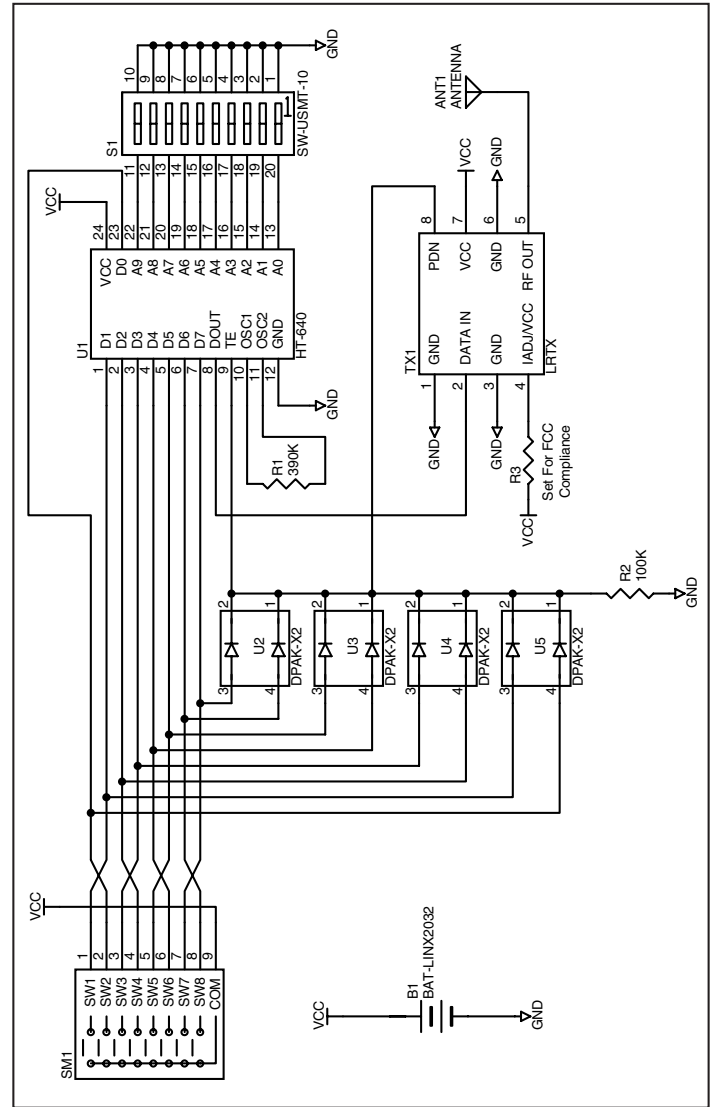 GND
10
9
8
7
6
5
4
3
2
1
S1
1
SW-USMT-10
11
12
13
14
15
16
17
18
19
20
VCC
24
23
22
21
20
19
18
17
16
15
14
13
U1
VCC
D0
A9
A8
A7
A6
A5
A4
A3
A2
A1
A0
D1
D2
D3
D4
D5
D6
D7
DOUT
TE
OSC1
OSC2
GND
HT-640
1
2
3
4
5
6
7
8
9
10
11
12
GND
R1
390K
ANT1
ANTENNA
VCC
GND
8
7
6
5
PDN
VCC
GND
RF OUT
TX1
GND
DATA IN
GND
IADJ/VCC
LRTX
1
2
3
4
GND
GND
R3
Set For FCC
Compliance
VCC
2
1
U2
DPAK-X2
3
4
2
1
U3
DPAK-X2
3
4
2
1
U4
DPAK-X2
3
4
2
1
U5
DPAK-X2
3
4
R2
100K
GND
VCC
1
2
3
4
5
6
7
8
9
SW1
SW2
SW3
SW4
SW5
SW6
SW7
SW8
COM
SM1
VCC
B1
BAT-LINX2032
GND